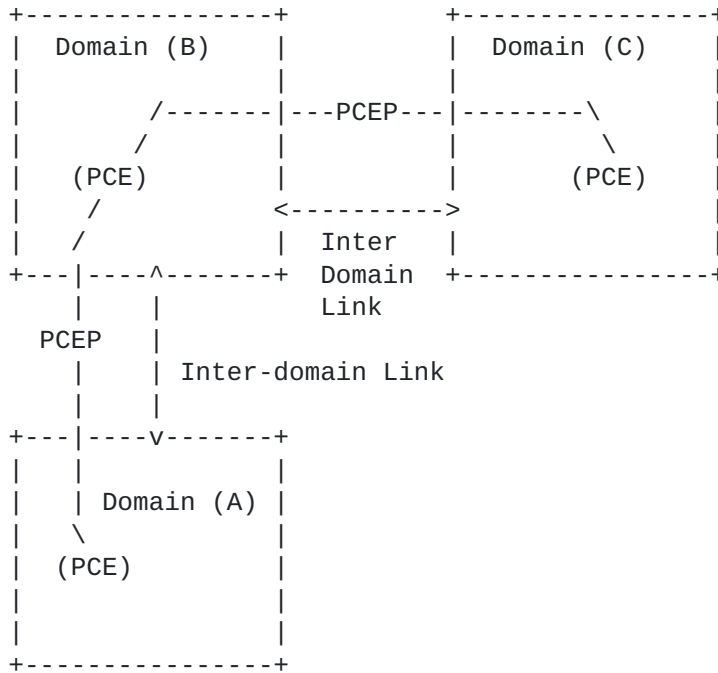 Domain (B) Domain (C)
PCEP
(PCE) (PCE)
Inter
Domain
Link
PCEP
Inter-domain Link
Domain (A)
(PCE)